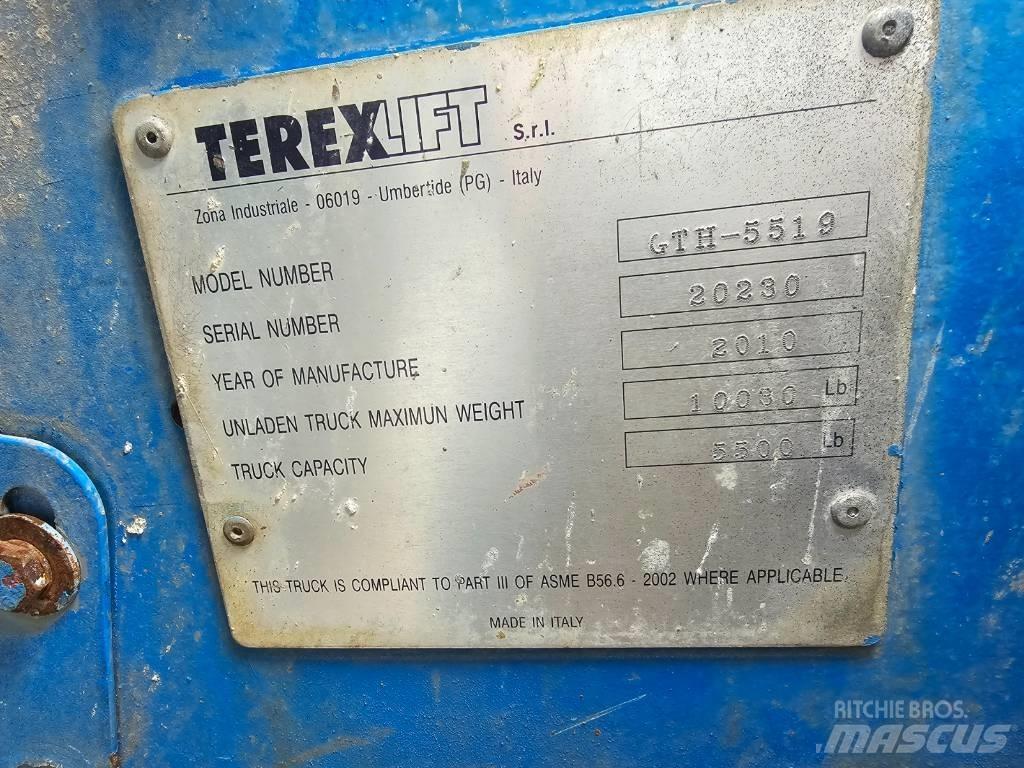 TEREXLIFT S.r.l.
Zona Industriale - 06019 - Umbertide (PG) - Italy
MODEL NUMBER GTH-5519
SERIAL NUMBER 20230
YEAR OF MANUFACTURE 2010
UNLADEN TRUCK MAXIMUN WEIGHT 10080 Lb
TRUCK CAPACITY 5500 Lb
THIS TRUCK IS COMPLIANT TO PART III OF ASME B56.6 - 2002 WHERE APPLICABLE
MADE IN ITALY
RITCHIE BROS.
MASCUS